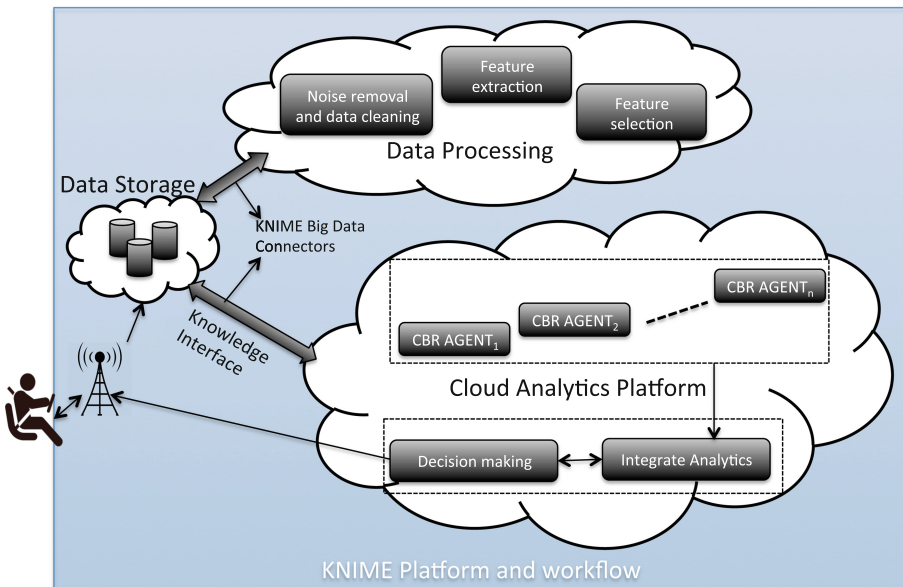 Noise removal
and data cleaning
Feature
extraction
Feature
selection
Data Processing
Data Storage
KNIME Big Data
Connectors
Knowledge
Interface
CBR AGENT₁
CBR AGENT₂
CBR AGENTₙ
Cloud Analytics Platform
Decision making
Integrate Analytics
KNIME Platform and workflow